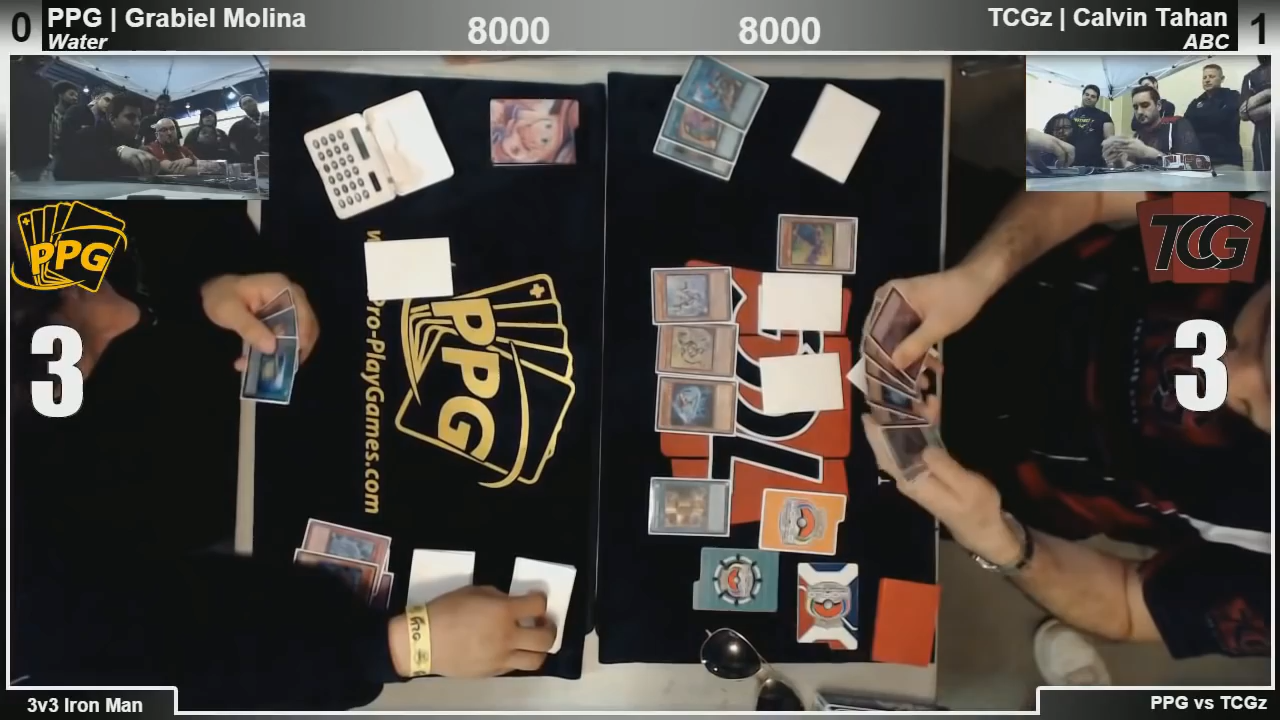 0
PPG | Grabiel Molina
Water
8000
8000
TCGz | Calvin Tahan
ABC
1
PPG
TCG
3
3
Pro-PlayGames.com
PPG
3v3 Iron Man
PPG vs TCGz